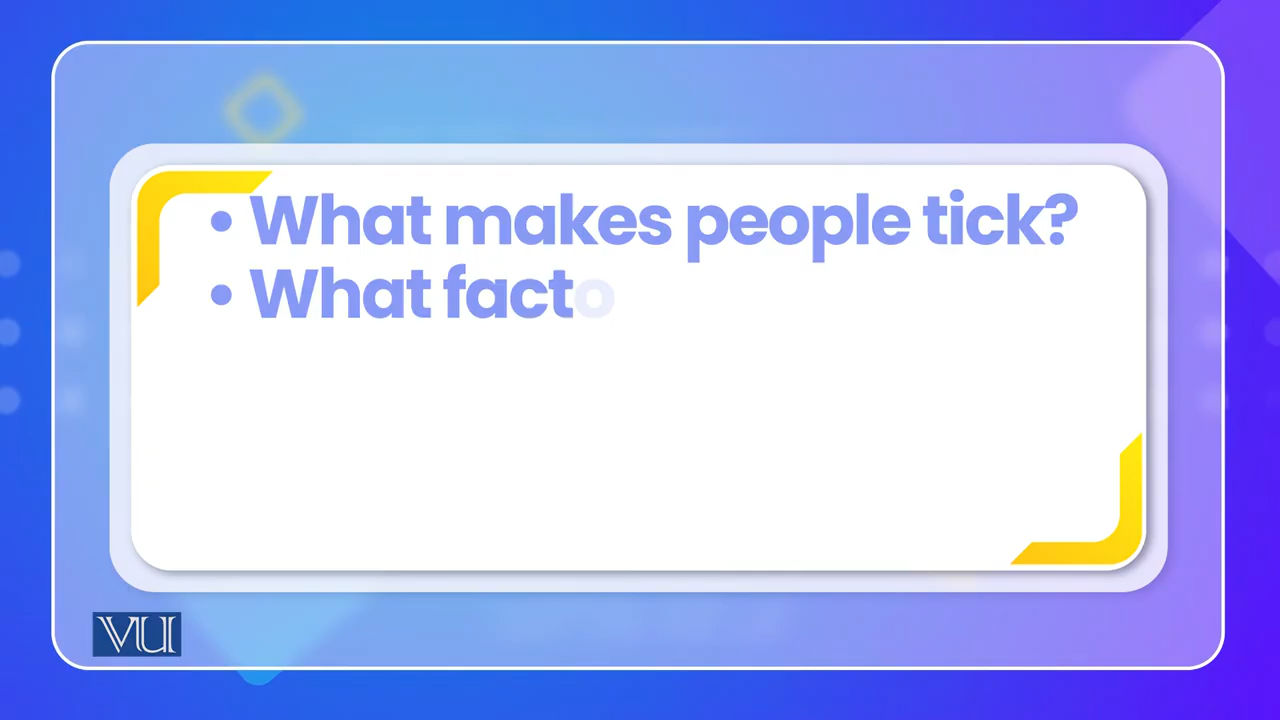 • What makes people tick?
• What facto
VU